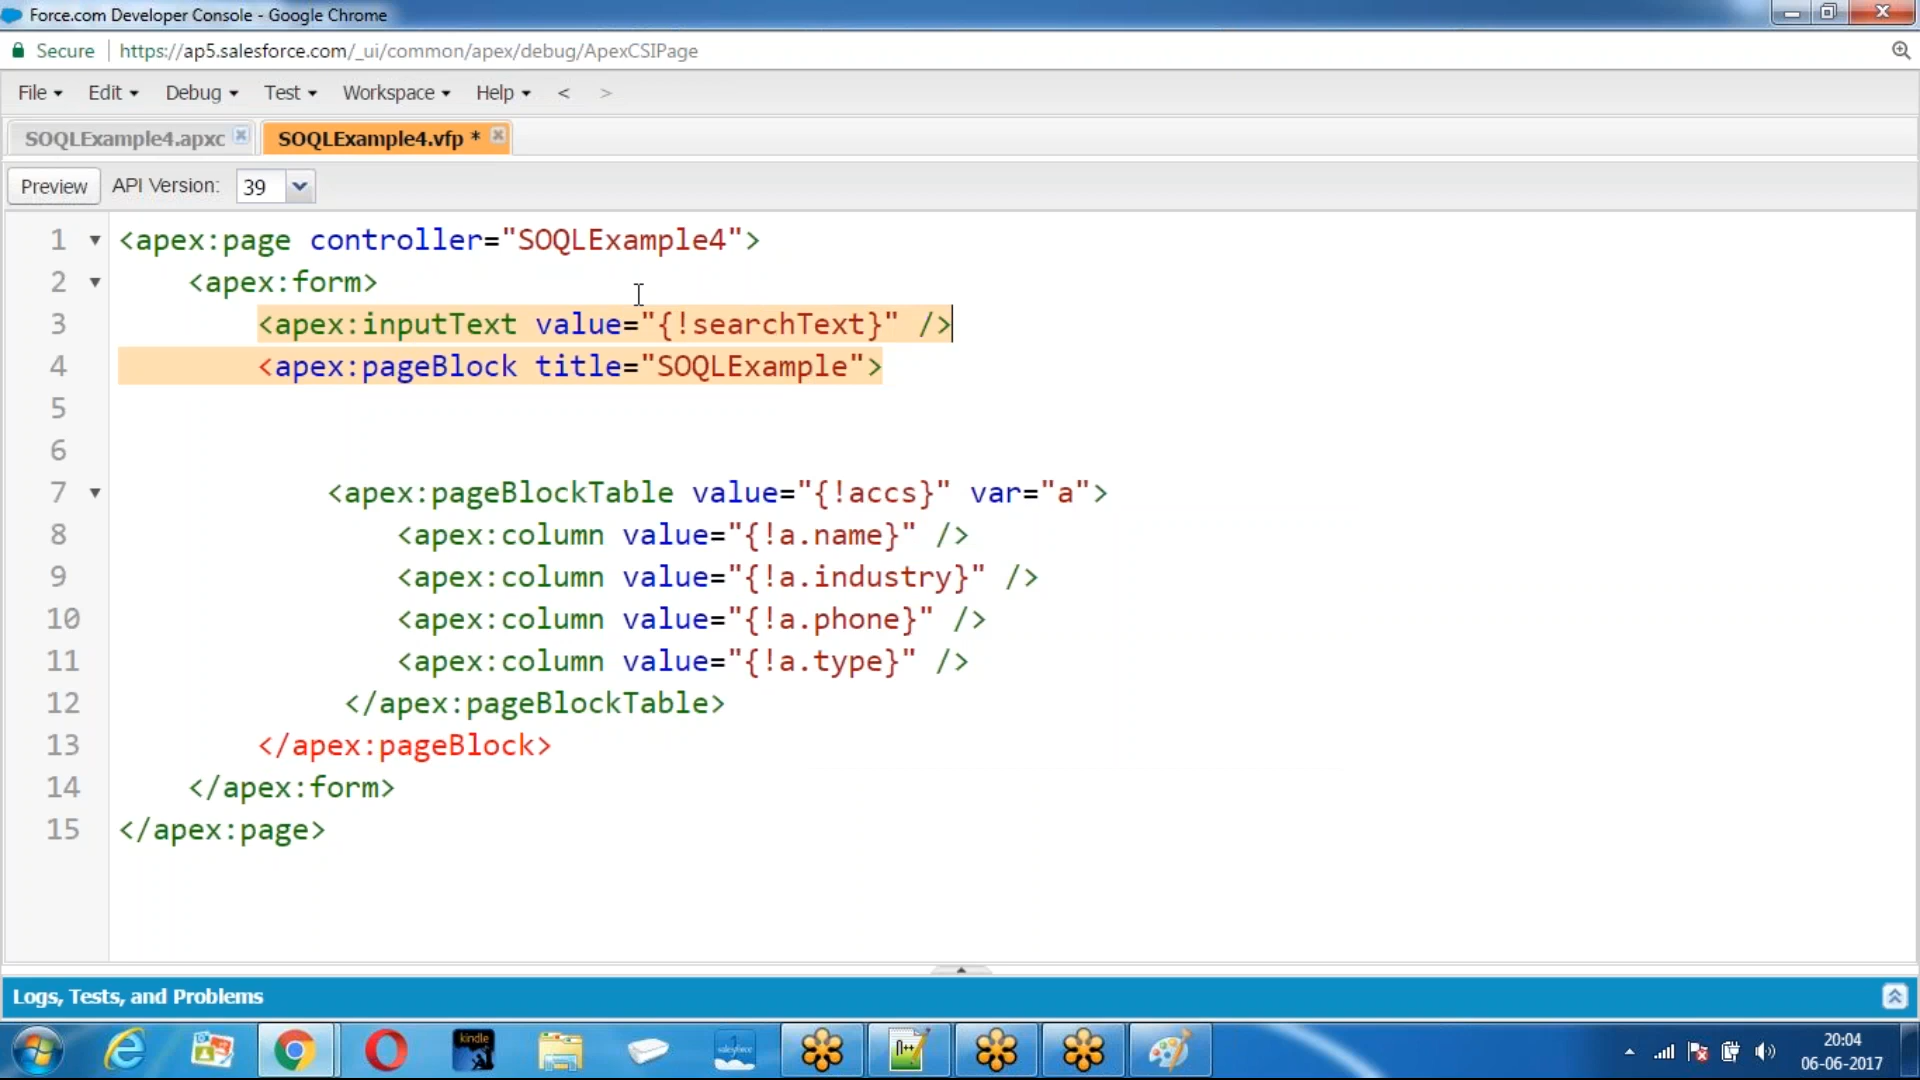 Force.com Developer Console - Google Chrome
Secure https://ap5.salesforce.com/_ui/common/apex/debug/ApexCSIPage
File Edit Debug Test Workspace Help < >
SOQLExample4.apxc SOQLExample4.vfp *
Preview API Version: 39
1 <apex:page controller="SOQLExample4">
2 <apex:form>
3 <apex:inputText value="{!searchText}" />
4 <apex:pageBlock title="SOQLExample">
5
6
7 <apex:pageBlockTable value="{!accs}" var="a">
8 <apex:column value="{!a.name}" />
9 <apex:column value="{!a.industry}" />
10 <apex:column value="{!a.phone}" />
11 <apex:column value="{!a.type}" />
12 </apex:pageBlockTable>
13 </apex:pageBlock>
14 </apex:form>
15 </apex:page>
Logs, Tests, and Problems
kindle
salesforce
n++
20:04
06-06-2017